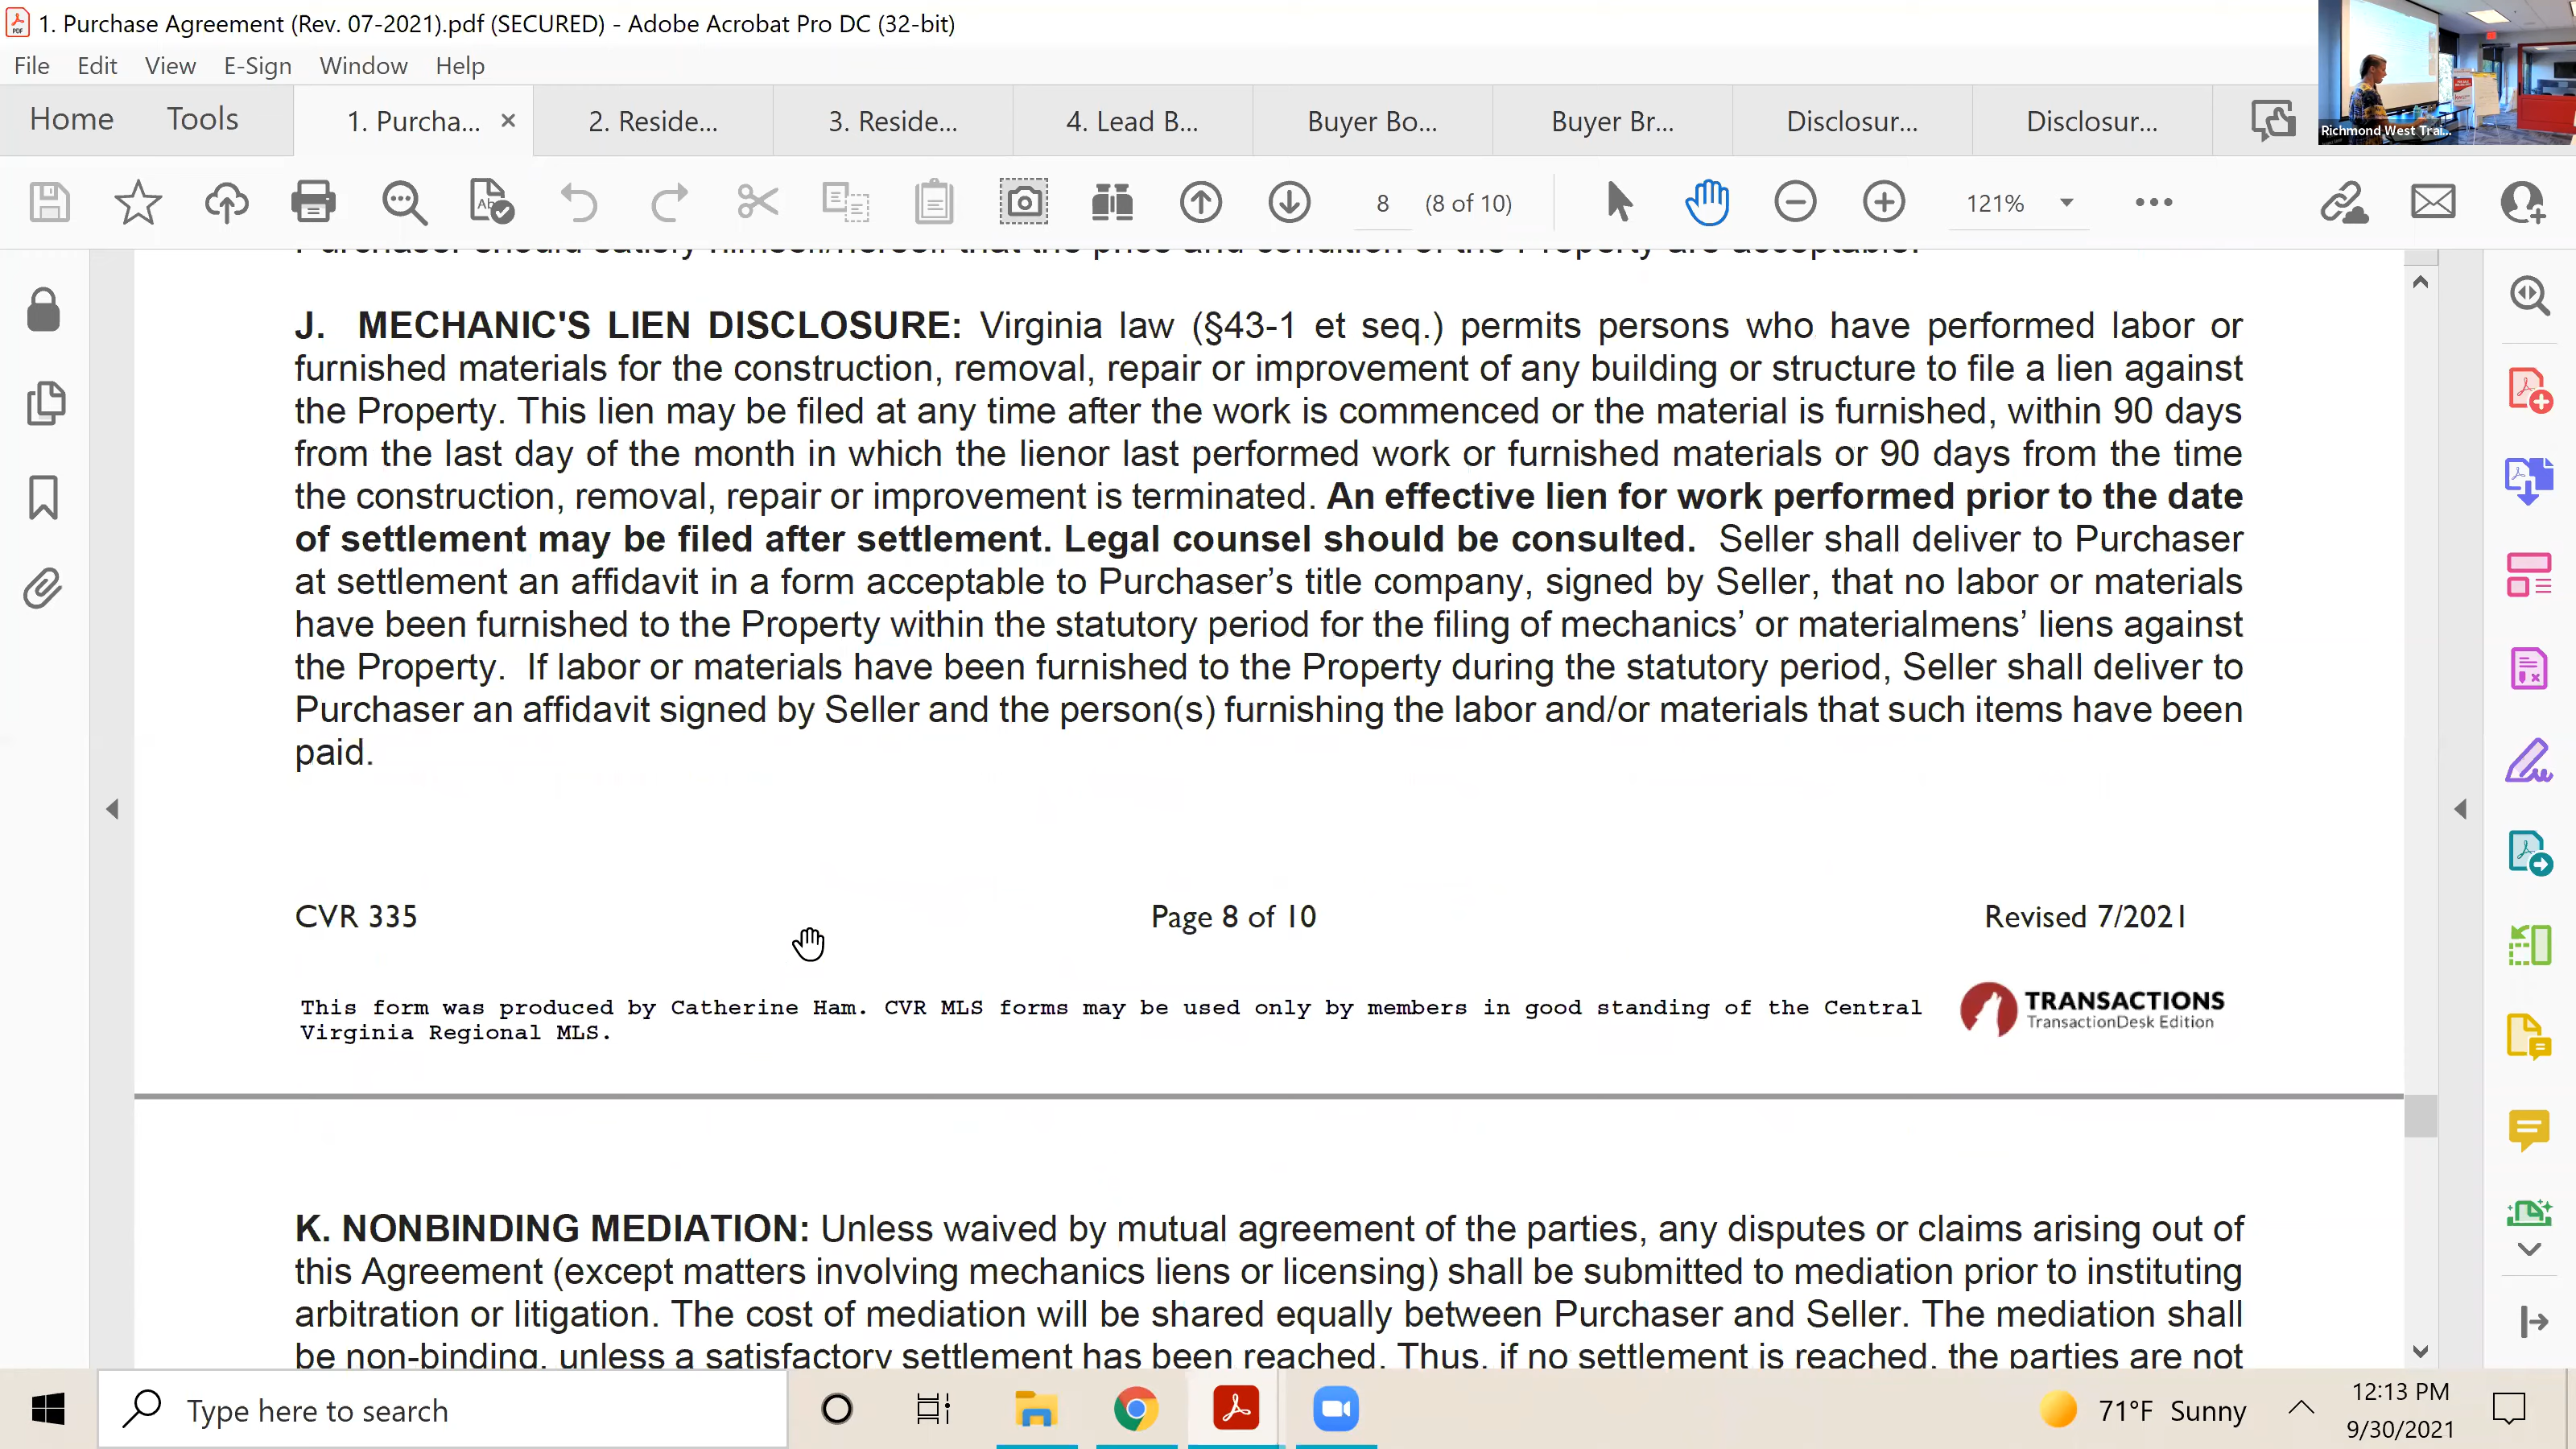 1. Purchase Agreement (Rev. 07-2021).pdf (SECURED) - Adobe Acrobat Pro DC (32-bit)
File Edit View E-Sign Window Help
Home Tools 1. Purcha... × 2. Reside... 3. Reside... 4. Lead B... Buyer Bo... Buyer Br... Disclosur... Disclosur...
Richmond West Trai...
8 (8 of 10) 121%
Purchaser should satisfy himself/herself that the price and condition of the Property are acceptable.
J. MECHANIC'S LIEN DISCLOSURE: Virginia law (§43-1 et seq.) permits persons who have performed labor or
furnished materials for the construction, removal, repair or improvement of any building or structure to file a lien against
the Property. This lien may be filed at any time after the work is commenced or the material is furnished, within 90 days
from the last day of the month in which the lienor last performed work or furnished materials or 90 days from the time
the construction, removal, repair or improvement is terminated. An effective lien for work performed prior to the date
of settlement may be filed after settlement. Legal counsel should be consulted. Seller shall deliver to Purchaser
at settlement an affidavit in a form acceptable to Purchaser's title company, signed by Seller, that no labor or materials
have been furnished to the Property within the statutory period for the filing of mechanics' or materialmens' liens against
the Property. If labor or materials have been furnished to the Property during the statutory period, Seller shall deliver to
Purchaser an affidavit signed by Seller and the person(s) furnishing the labor and/or materials that such items have been
paid.
CVR 335 Page 8 of 10 Revised 7/2021
This form was produced by Catherine Ham. CVR MLS forms may be used only by members in good standing of the Central
Virginia Regional MLS.
TRANSACTIONS
TransactionDesk Edition
K. NONBINDING MEDIATION: Unless waived by mutual agreement of the parties, any disputes or claims arising out of
this Agreement (except matters involving mechanics liens or licensing) shall be submitted to mediation prior to instituting
arbitration or litigation. The cost of mediation will be shared equally between Purchaser and Seller. The mediation shall
be non-binding, unless a satisfactory settlement has been reached. Thus, if no settlement is reached, the parties are not
Type here to search
71°F Sunny
12:13 PM
9/30/2021